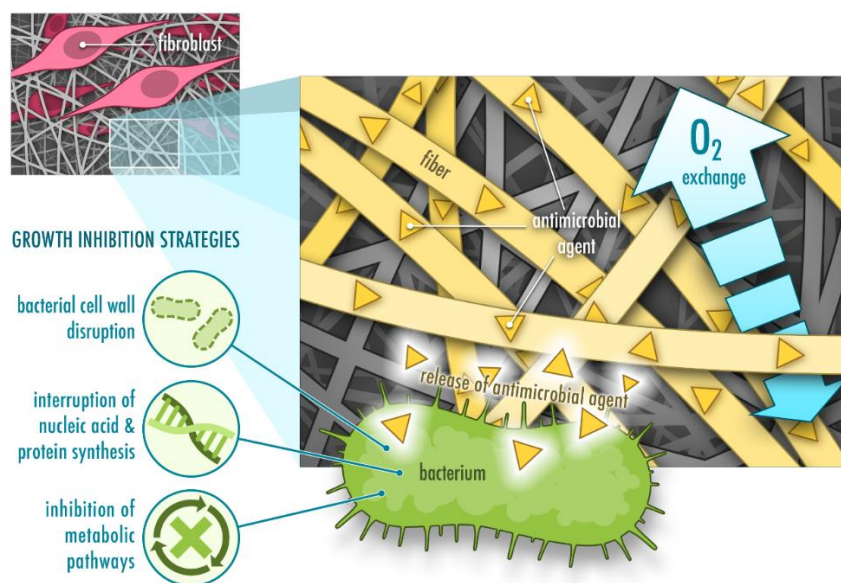 fibroblast
O₂
exchange
fiber
antimicrobial
agent
release of antimicrobial agent
bacterium
GROWTH INHIBITION STRATEGIES
bacterial cell wall
disruption
interruption of
nucleic acid &
protein synthesis
inhibition of
metabolic
pathways